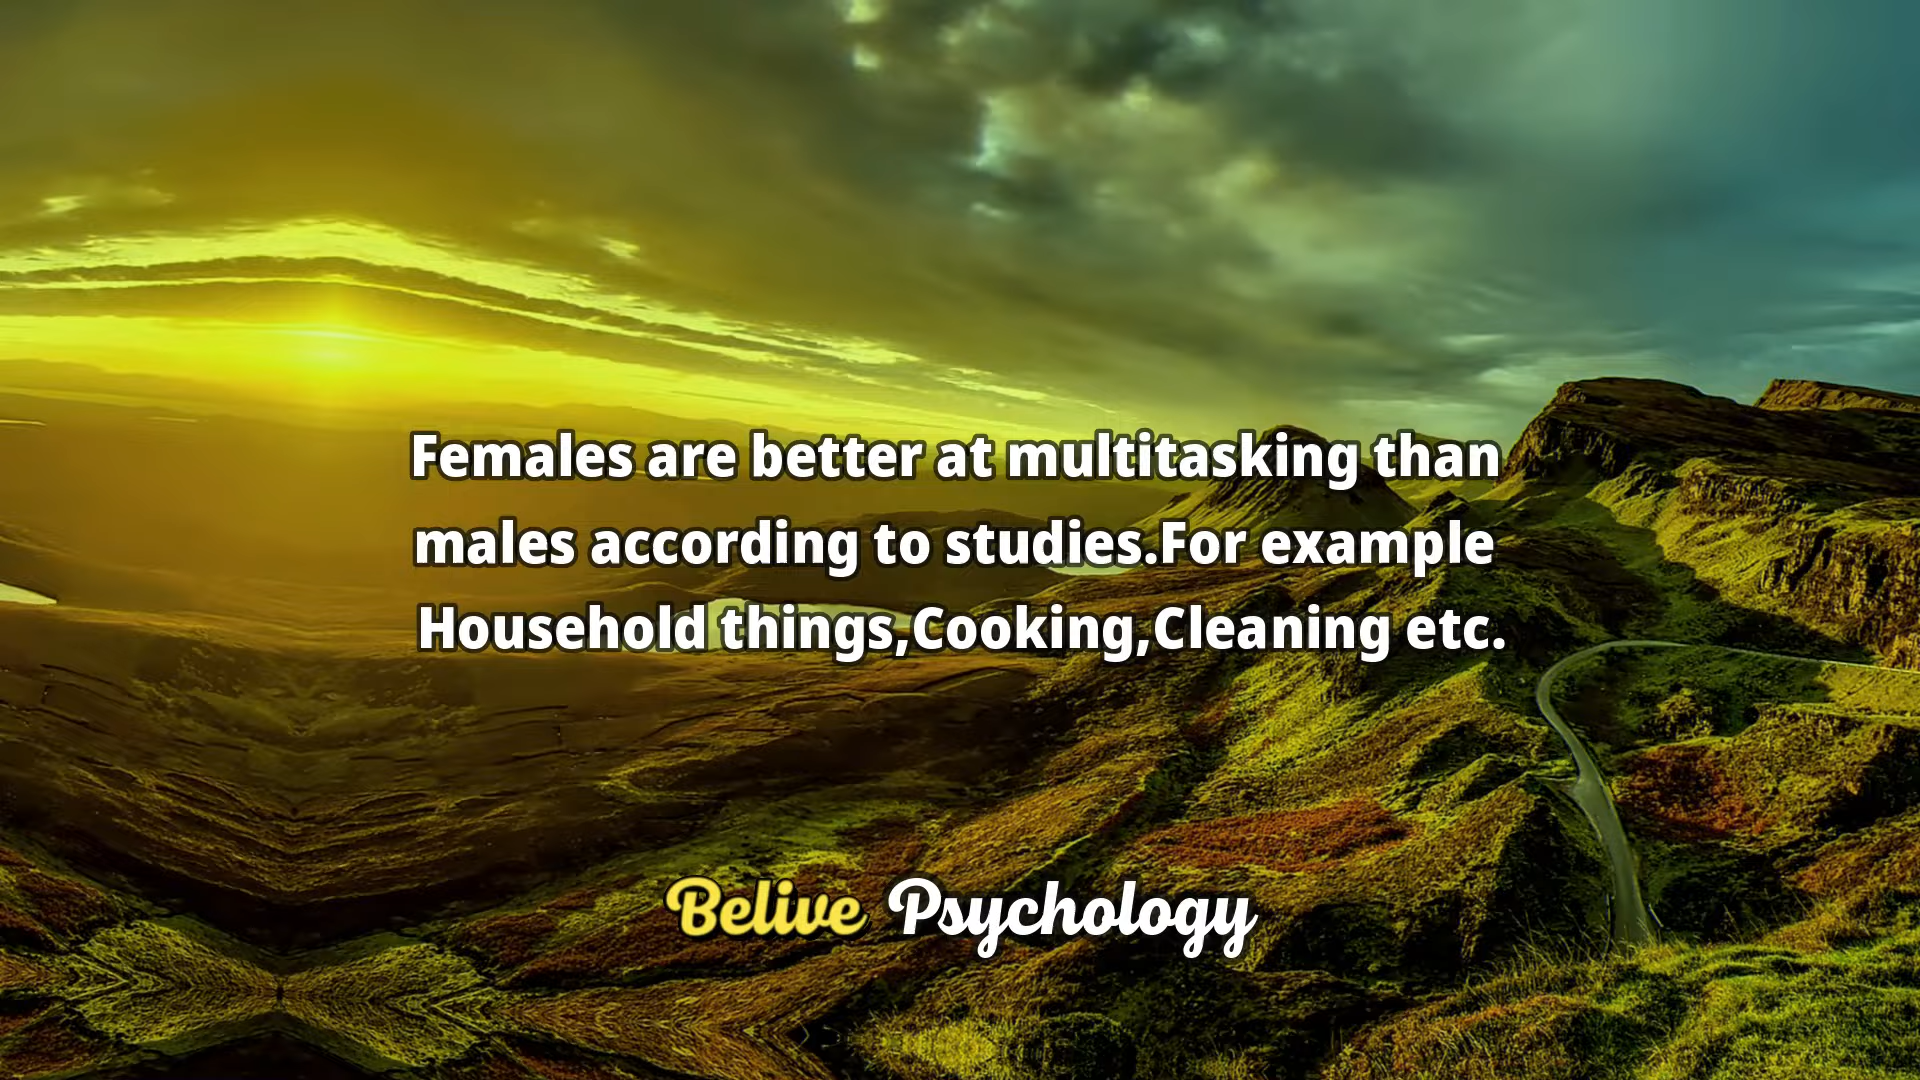 Females are better at multitasking than
males according to studies.For example
Household things,Cooking,Cleaning etc.
Belive Psychology